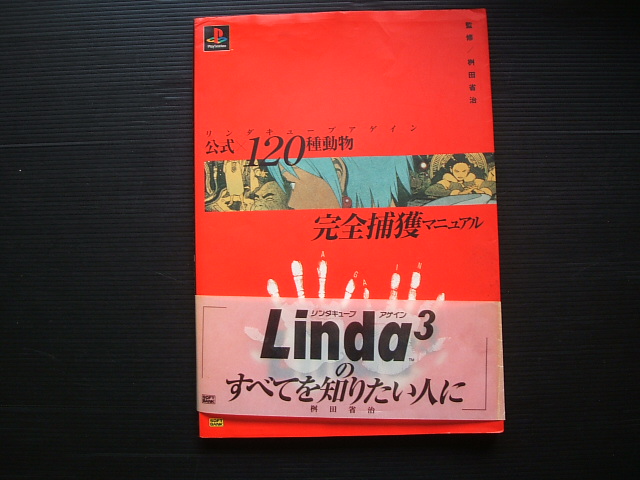 PlayStation
監修／桝田省治
リンダキューブアゲイン
公式 120種動物
完全捕獲マニュアル
AGAIN
リンダキューブ アゲイン
Linda³™
の
すべてを知りたい人に
桝田省治